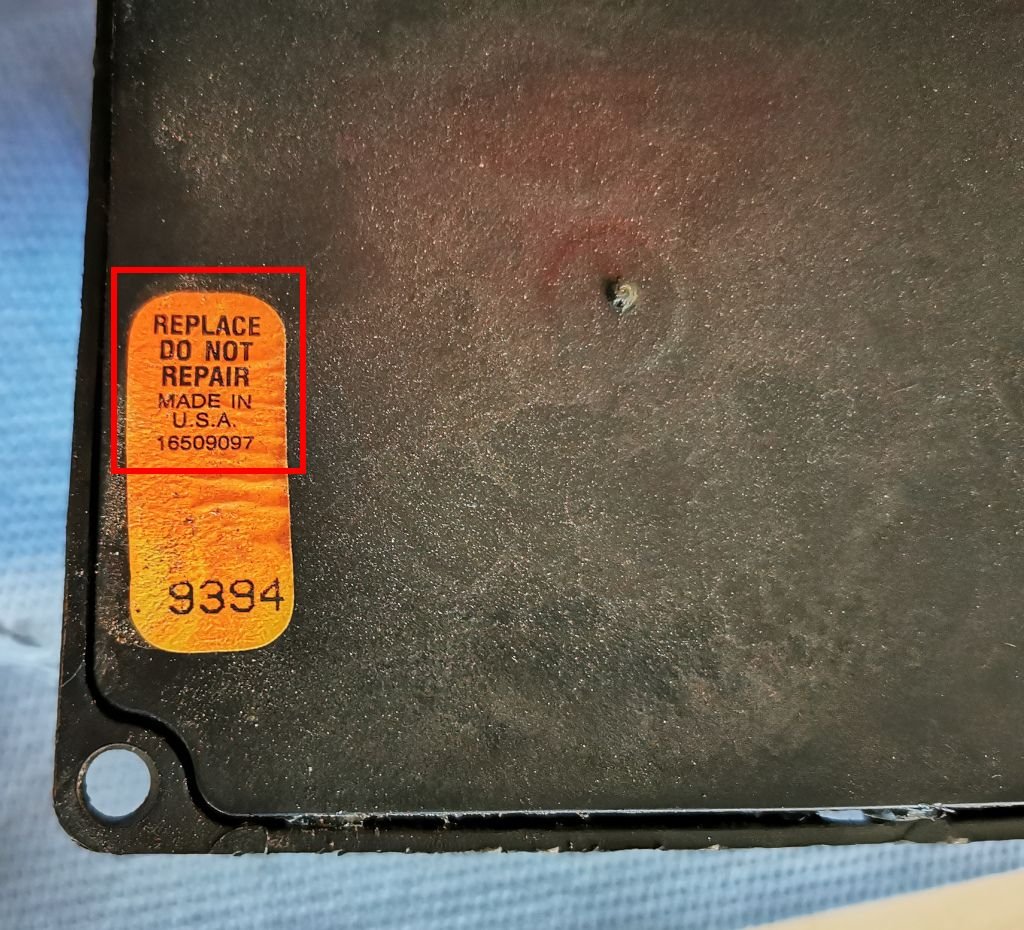 REPLACE
DO NOT
REPAIR
MADE IN
U.S.A.
16509097
9394